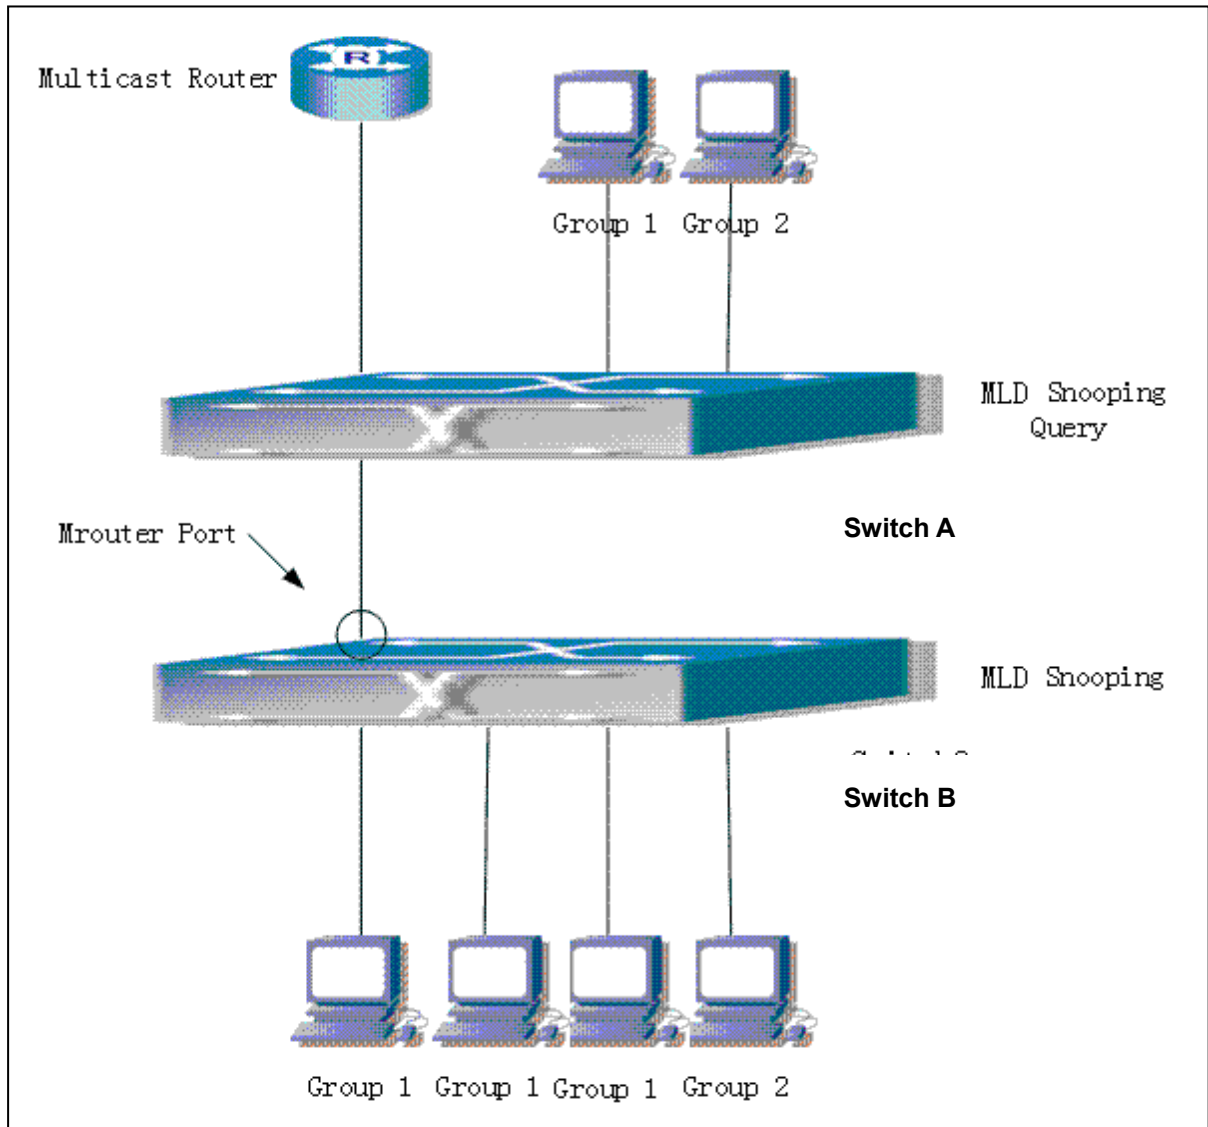 Multicast Router
R
Group 1 Group 2
MLD Snooping
Query
Switch A
Mrouter Port
MLD Snooping
Switch B
Group 1 Group 1 Group 1 Group 2